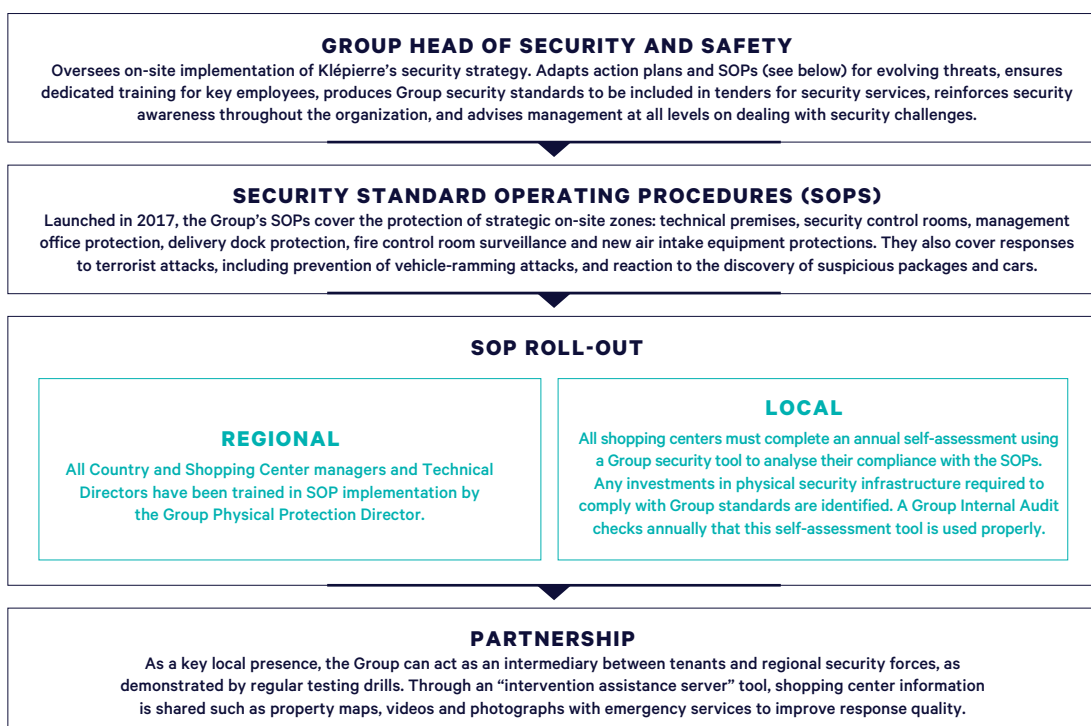 GROUP HEAD OF SECURITY AND SAFETY
Oversees on-site implementation of Klépierre's security strategy. Adapts action plans and SOPs (see below) for evolving threats, ensures
dedicated training for key employees, produces Group security standards to be included in tenders for security services, reinforces security
awareness throughout the organization, and advises management at all levels on dealing with security challenges.
SECURITY STANDARD OPERATING PROCEDURES (SOPS)
Launched in 2017, the Group's SOPs cover the protection of strategic on-site zones: technical premises, security control rooms, management
office protection, delivery dock protection, fire control room surveillance and new air intake equipment protections. They also cover responses
to terrorist attacks, including prevention of vehicle-ramming attacks, and reaction to the discovery of suspicious packages and cars.
SOP ROLL-OUT
REGIONAL
All Country and Shopping Center managers and Technical
Directors have been trained in SOP implementation by
the Group Physical Protection Director.
LOCAL
All shopping centers must complete an annual self-assessment using
a Group security tool to analyse their compliance with the SOPs.
Any investments in physical security infrastructure required to
comply with Group standards are identified. A Group Internal Audit
checks annually that this self-assessment tool is used properly.
PARTNERSHIP
As a key local presence, the Group can act as an intermediary between tenants and regional security forces, as
demonstrated by regular testing drills. Through an “intervention assistance server” tool, shopping center information
is shared such as property maps, videos and photographs with emergency services to improve response quality.